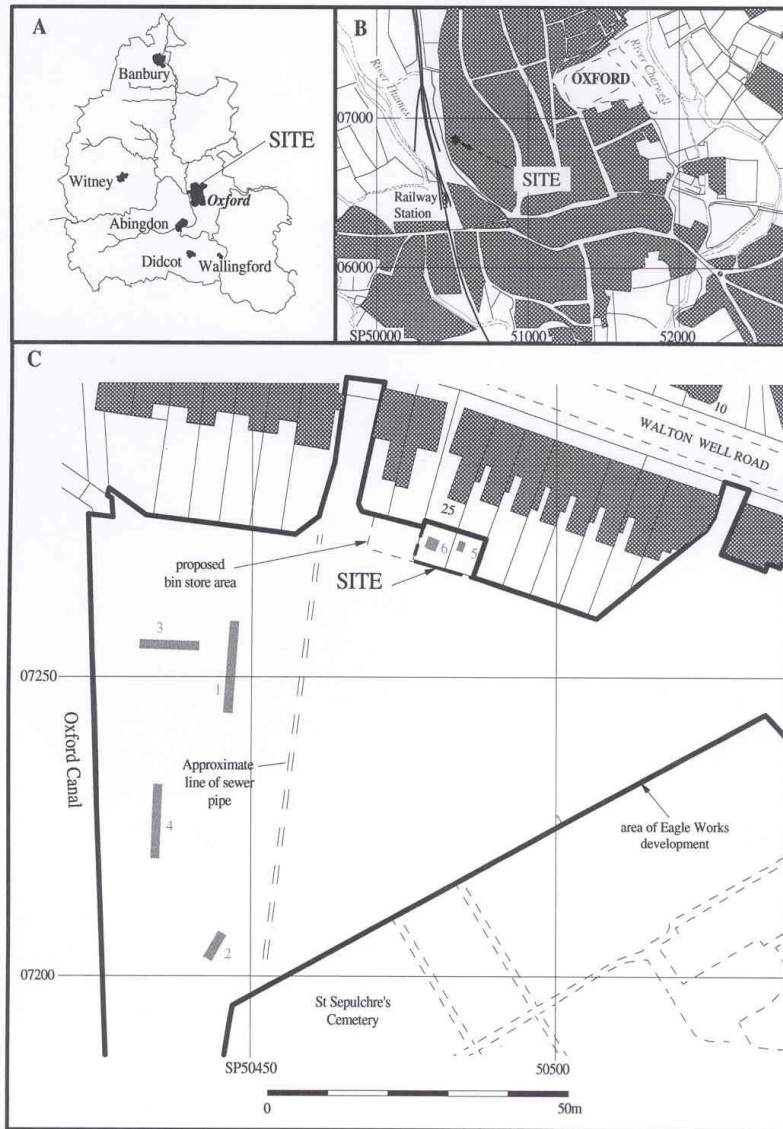 A
Banbury
SITE
Witney
Oxford
Abingdon
Didcot
Wallingford
B
River Thames
OXFORD
River Cherwell
07000
SITE
Railway
Station
06000
SP50000
51000
52000
C
10
WALTON WELL ROAD
25
6
5
proposed
bin store
area
SITE
3
1
07250
Oxford Canal
Approximate
line of sewer
pipe
4
area of Eagle Works
development
2
07200
St Sepulchre's
Cemetery
SP50450
50500
0
50m